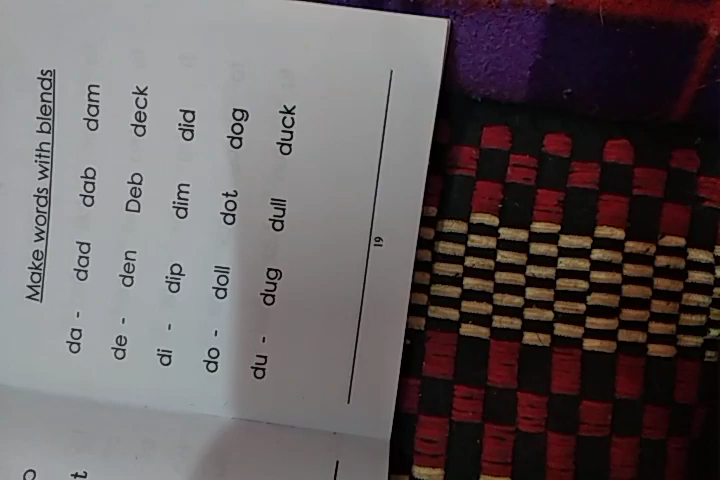 Make words with blends
da - dad dab dam
de - den Deb deck
di - dip dim did
do - doll dot dog
du - dug dull duck
19